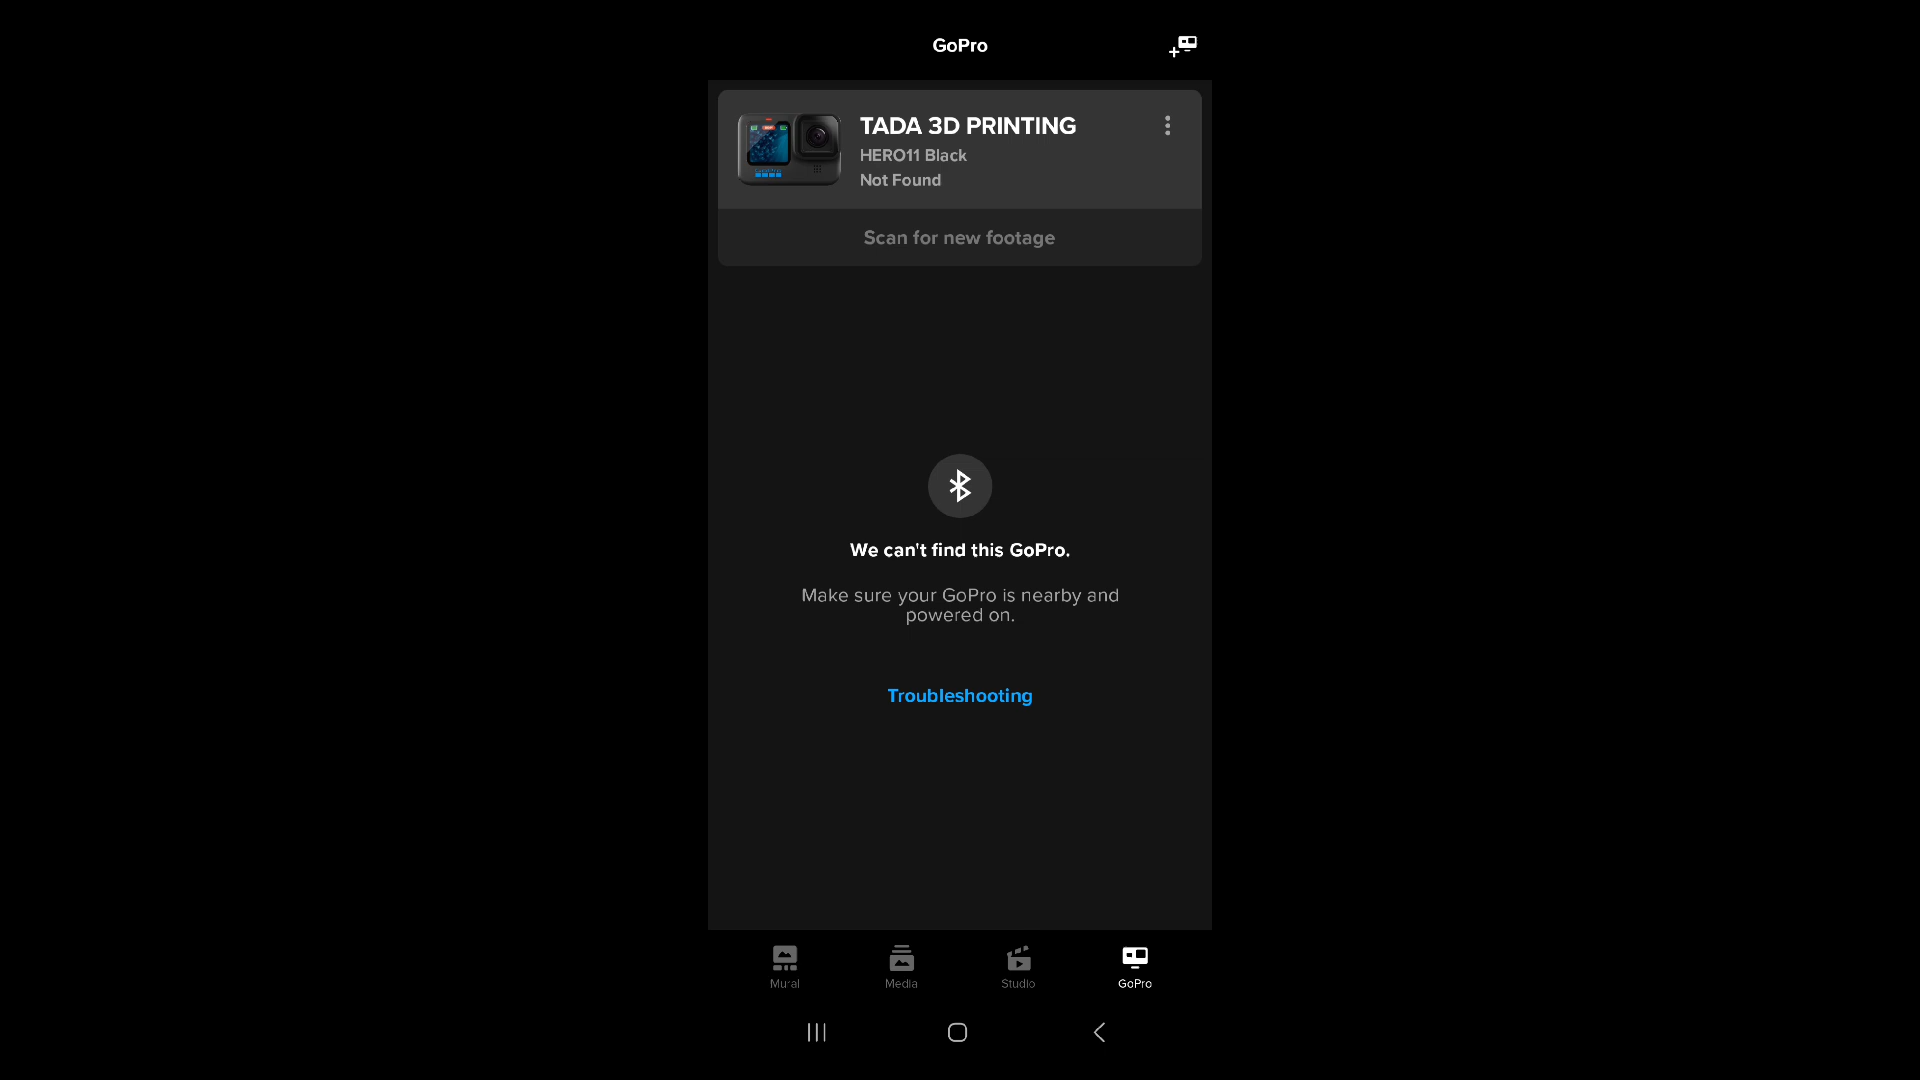 GoPro
TADA 3D PRINTING
HERO11 Black
Not Found
Scan for new footage
We can't find this GoPro.
Make sure your GoPro is nearby and
powered on.
Troubleshooting
Mural
Media
Studio
GoPro